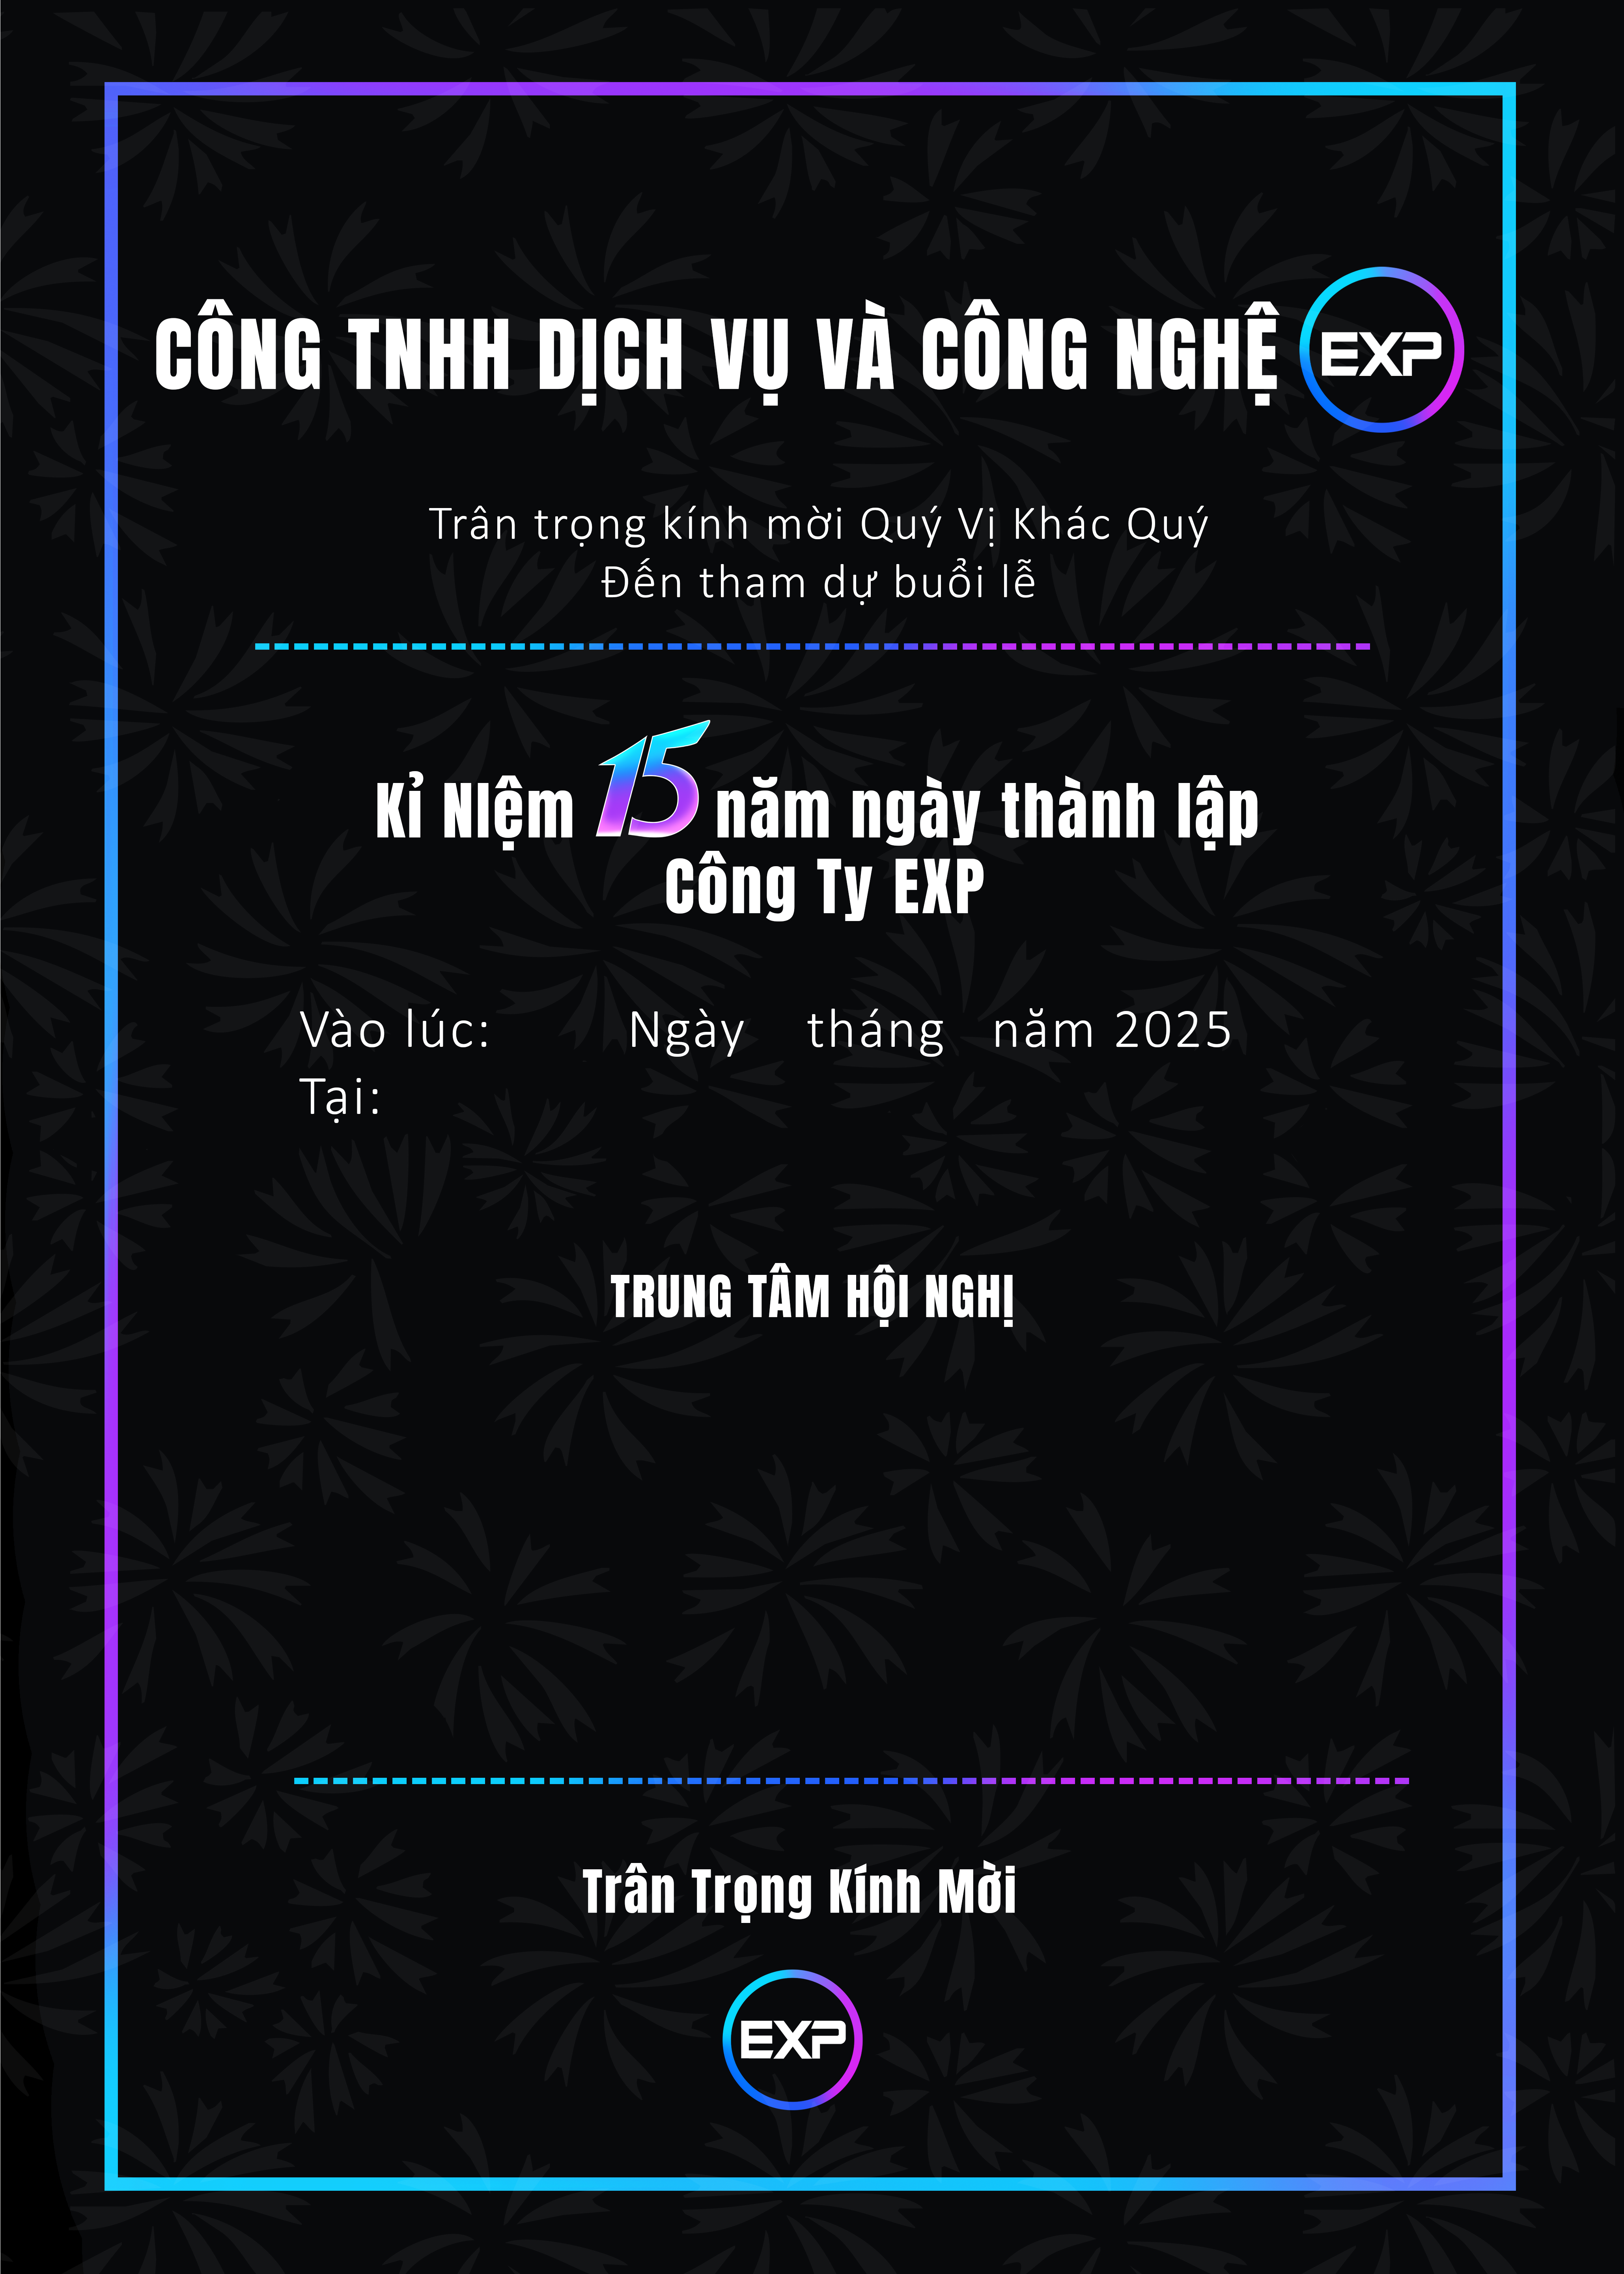 CÔNG TNHH DỊCH VỤ VÀ CÔNG NGHỆ EXP
Trân trọng kính mời Quý Vị Khác Quý
Đến tham dự buổi lễ
Kỉ NIệm 15 năm ngày thành lập
Công Ty EXP
Vào lúc: Ngày tháng năm 2025
Tại:
TRUNG TÂM HỘI NGHỊ
Trân Trọng Kính Mời
EXP